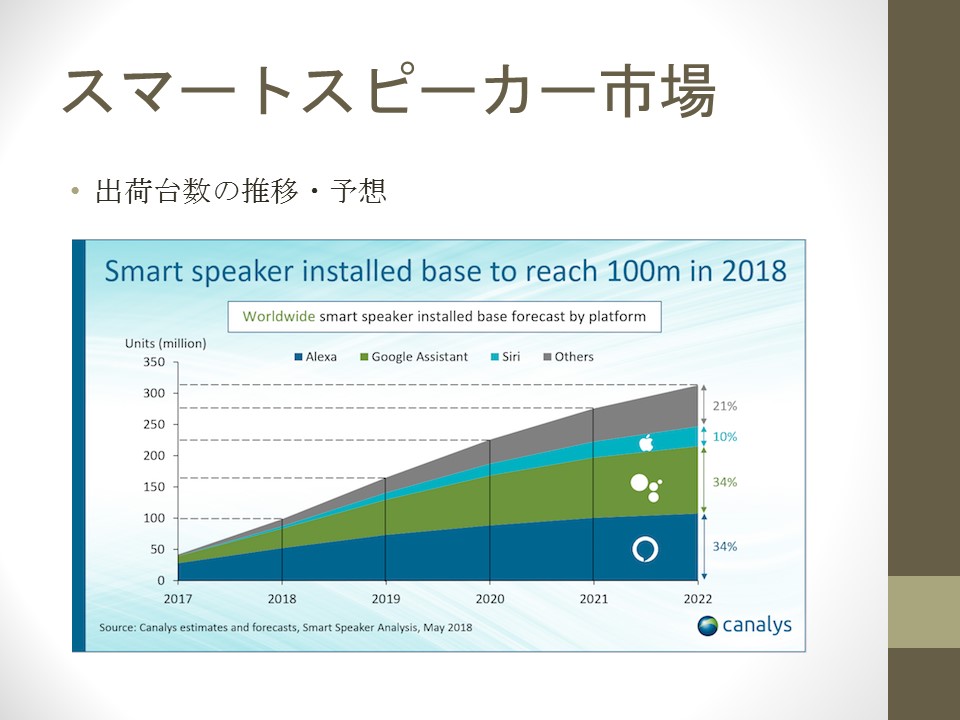 スマートスピーカー市場
• 出荷台数の推移・予想
Smart speaker installed base to reach 100m in 2018
Worldwide smart speaker installed base forecast by platform
Units (million)
Alexa Google Assistant Siri Others
350
300
250
200
150
100
50
0
21%
10%
34%
34%
2017 2018 2019 2020 2021 2022
Source: Canalys estimates and forecasts, Smart Speaker Analysis, May 2018
canalys